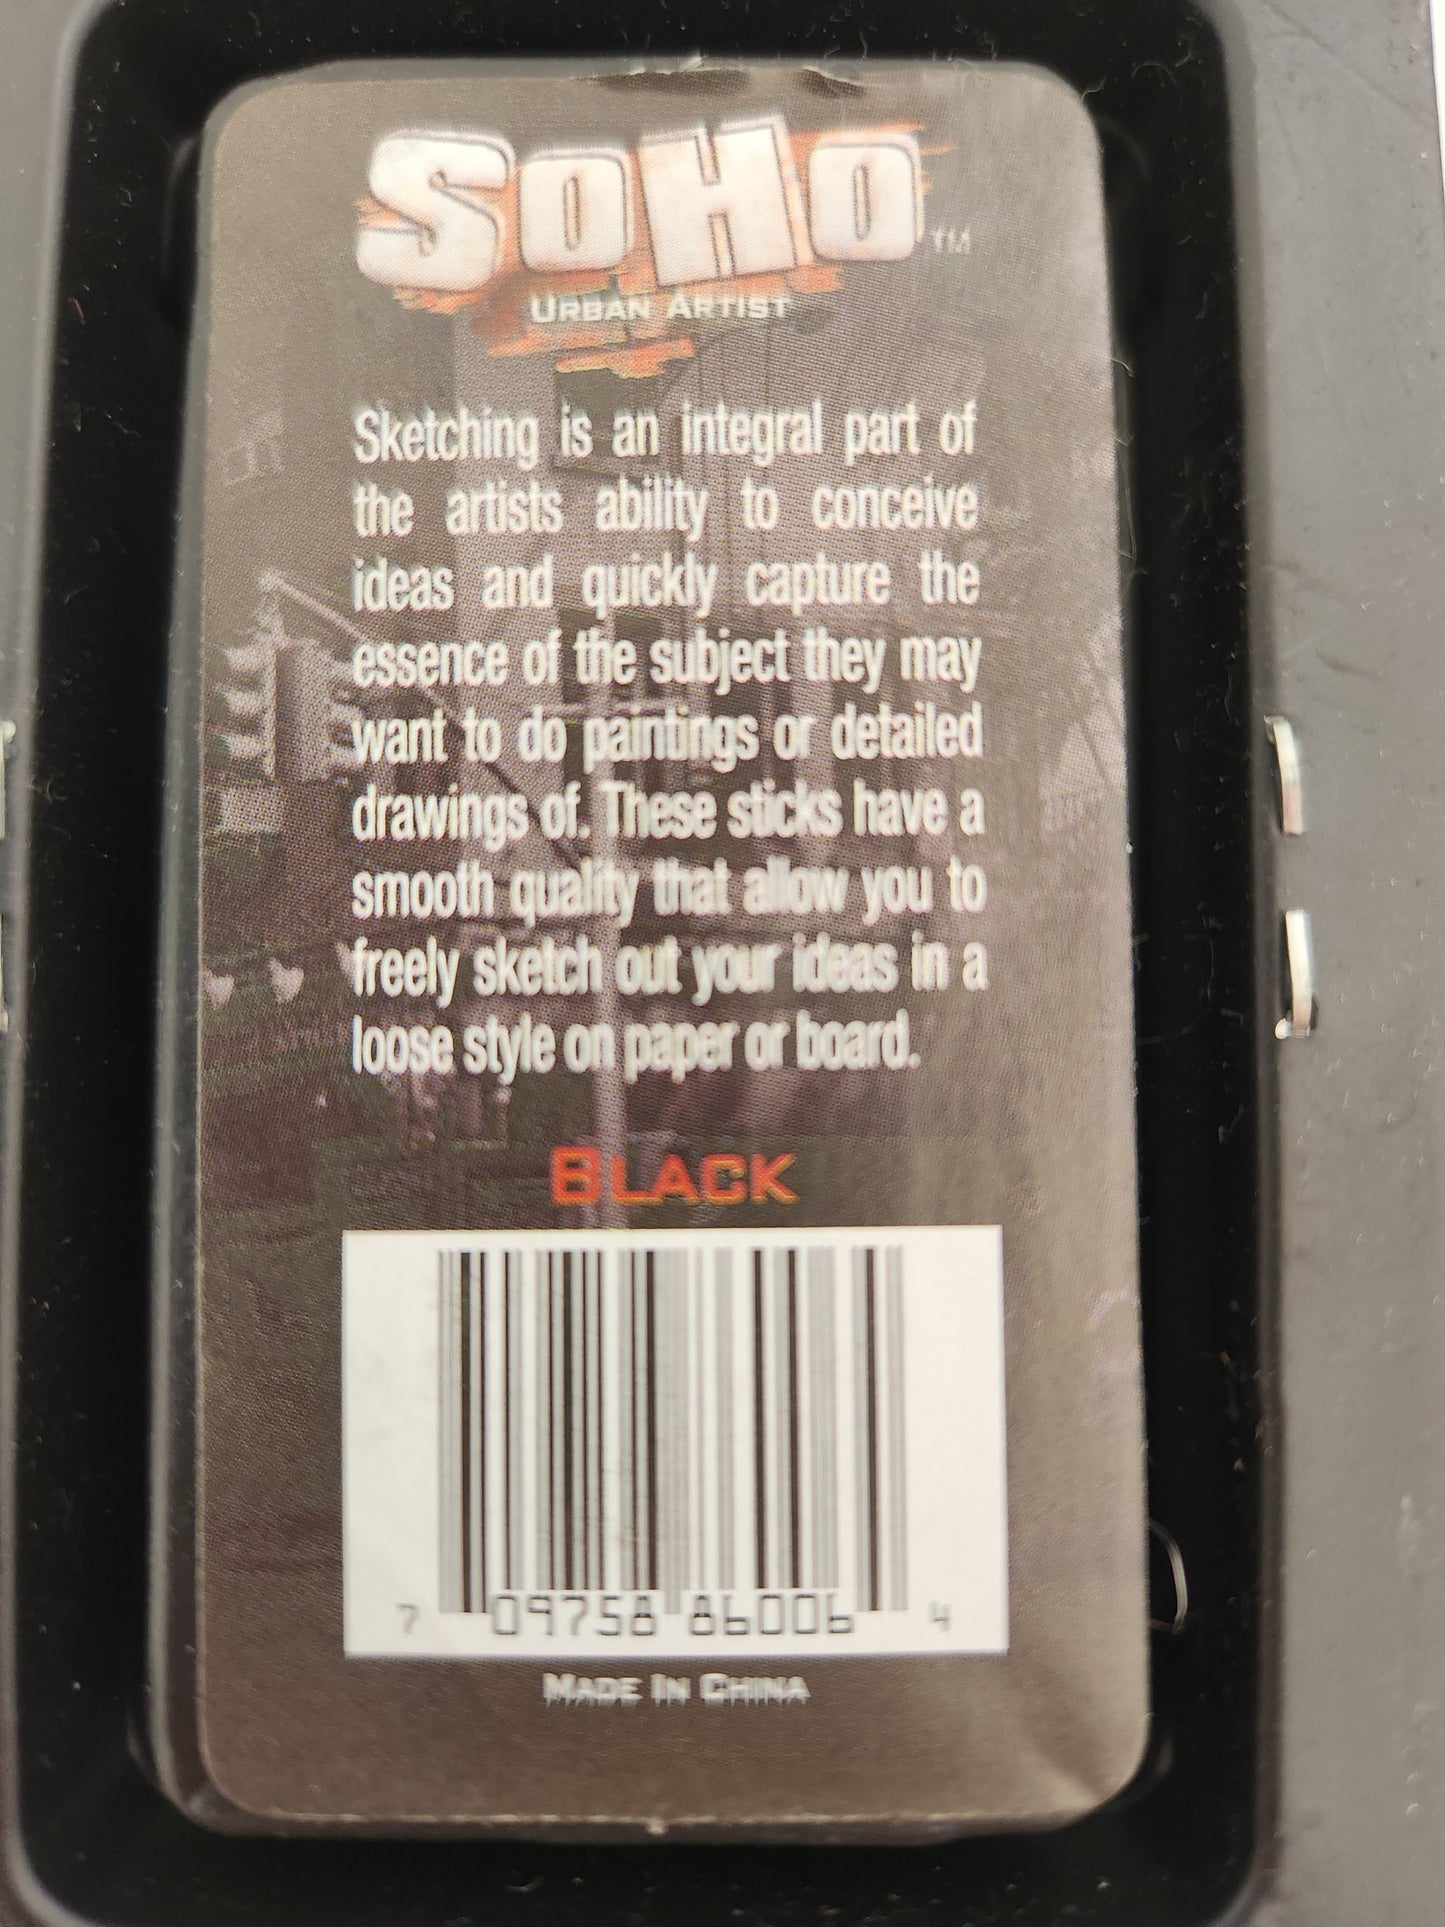 SoHo™
Urban Artist
Sketching is an integral part of
the artists ability to conceive
ideas and quickly capture the
essence of the subject they may
want to do paintings or detailed
drawings of. These sticks have a
smooth quality that allow you to
freely sketch out your ideas in a
loose style on paper or board.
Black
7 09758 86006 4
Made In China